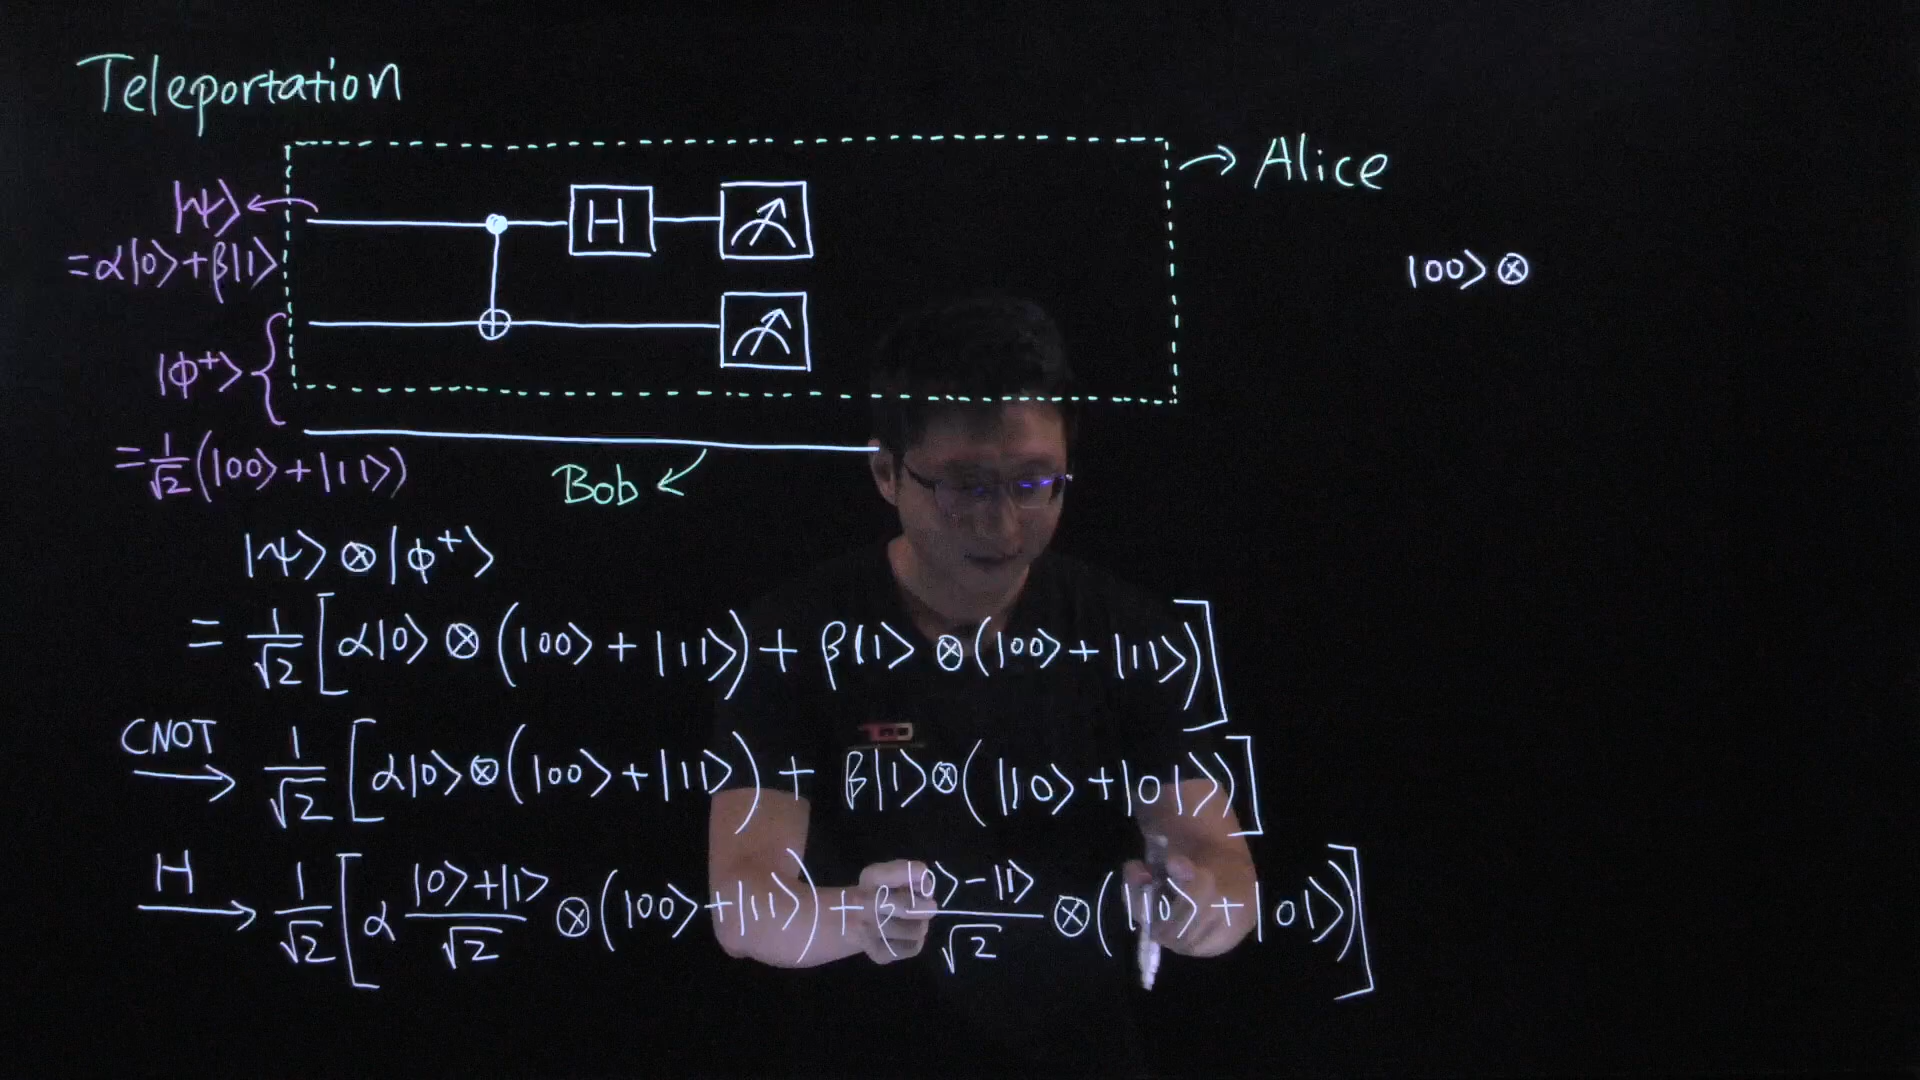 Teleportation
→ Alice
|ψ⟩ ←
= α|0⟩ + β|1⟩
H
|00⟩ ⊗
|ϕ⁺⟩ {
= 1/√2 (|00⟩ + |11⟩)
Bob ↙
|ψ⟩ ⊗ |ϕ⁺⟩
= 1/√2 [α|0⟩ ⊗ (|00⟩ + |11⟩) + β|1⟩ ⊗ (|00⟩ + |11⟩)]
CNOT→ 1/√2 [α|0⟩ ⊗ (|00⟩ + |11⟩) + β|1⟩ ⊗ (|10⟩ + |01⟩)]
H→ 1/√2 [α (|0⟩ + |1⟩)/√2 ⊗ (|00⟩ + |11⟩) + β (|0⟩ − |1⟩)/√2 ⊗ (|10⟩ + |01⟩)]